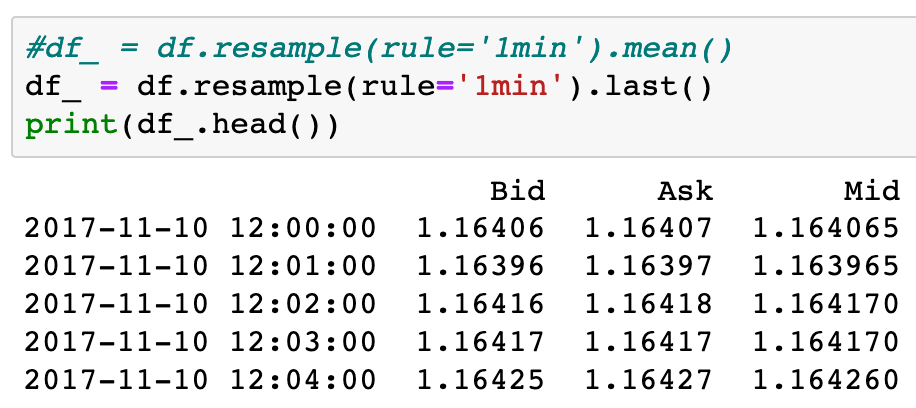 #df_ = df.resample(rule='1min').mean()
df_ = df.resample(rule='1min').last()
print(df_.head())
Bid Ask Mid
2017-11-10 12:00:00 1.16406 1.16407 1.164065
2017-11-10 12:01:00 1.16396 1.16397 1.163965
2017-11-10 12:02:00 1.16416 1.16418 1.164170
2017-11-10 12:03:00 1.16417 1.16417 1.164170
2017-11-10 12:04:00 1.16425 1.16427 1.164260